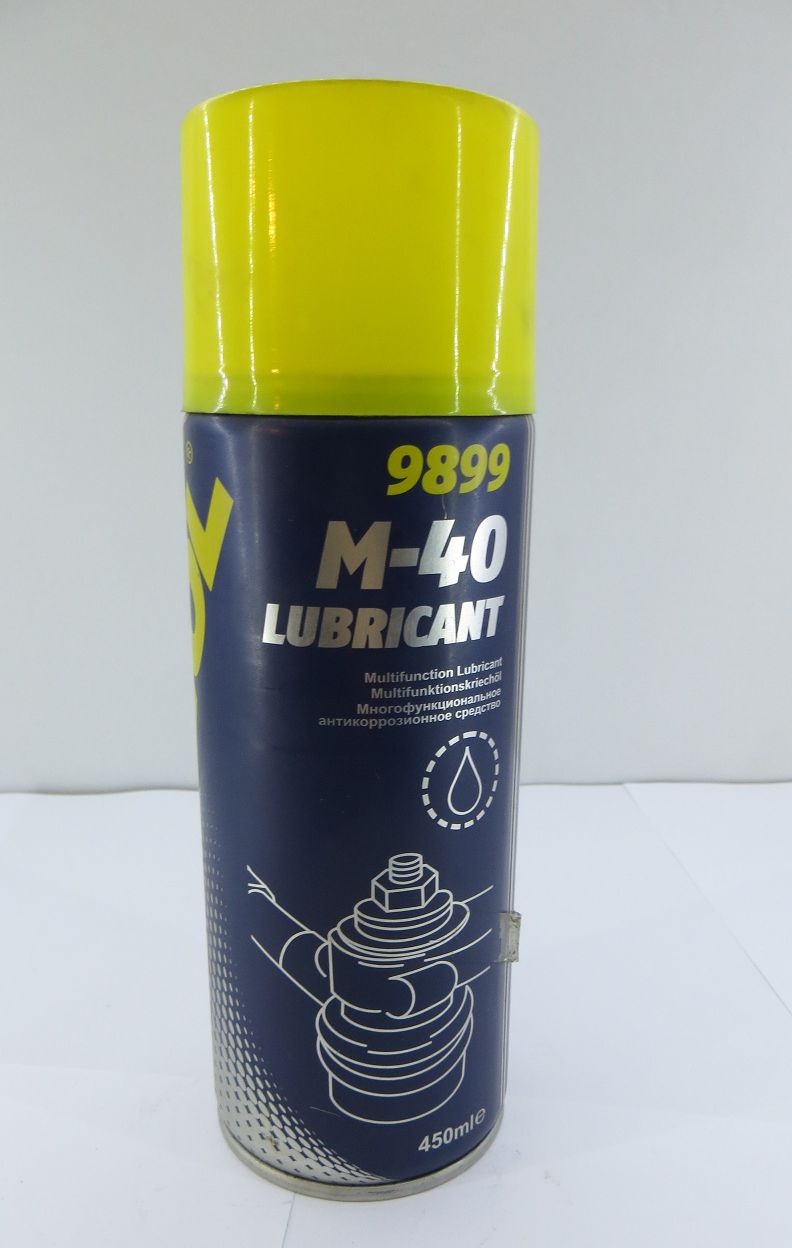 9899
M-40
LUBRICANT
Multifunction Lubricant
Multifunktionskriechöl
Многофункциональное
антикоррозионное средство
450ml℮